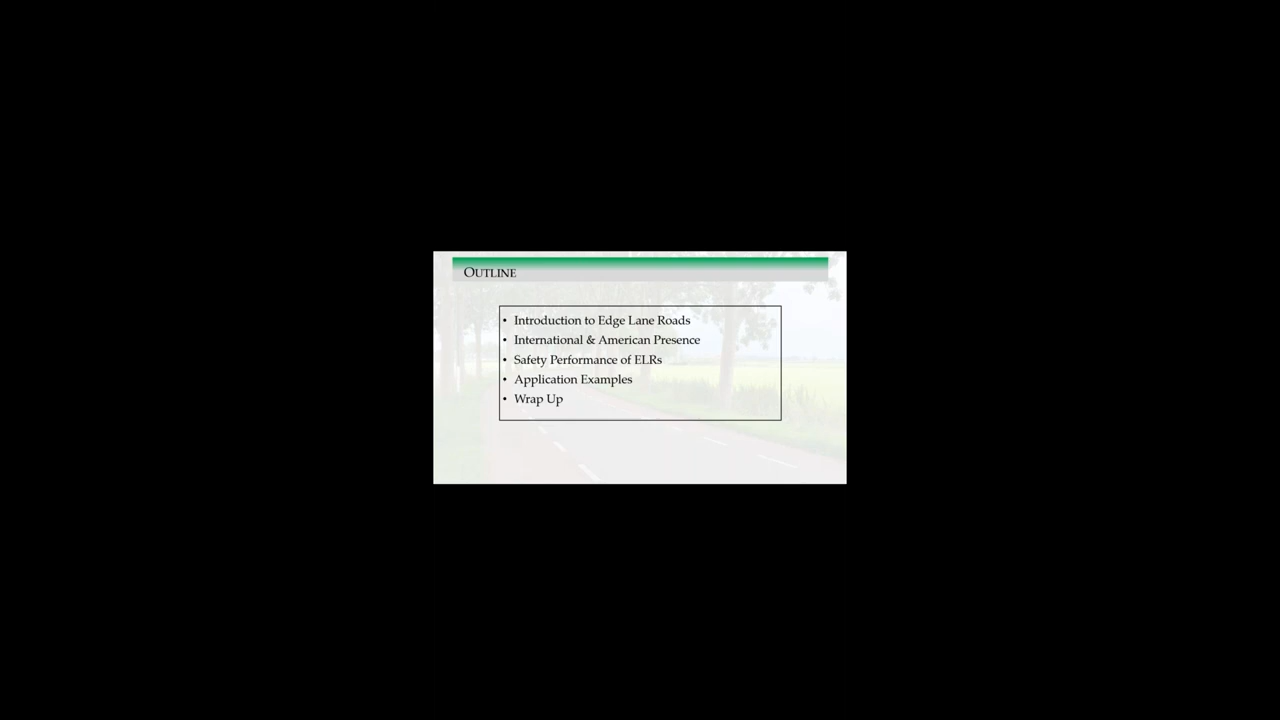 OUTLINE
• Introduction to Edge Lane Roads
• International & American Presence
• Safety Performance of ELRs
• Application Examples
• Wrap Up